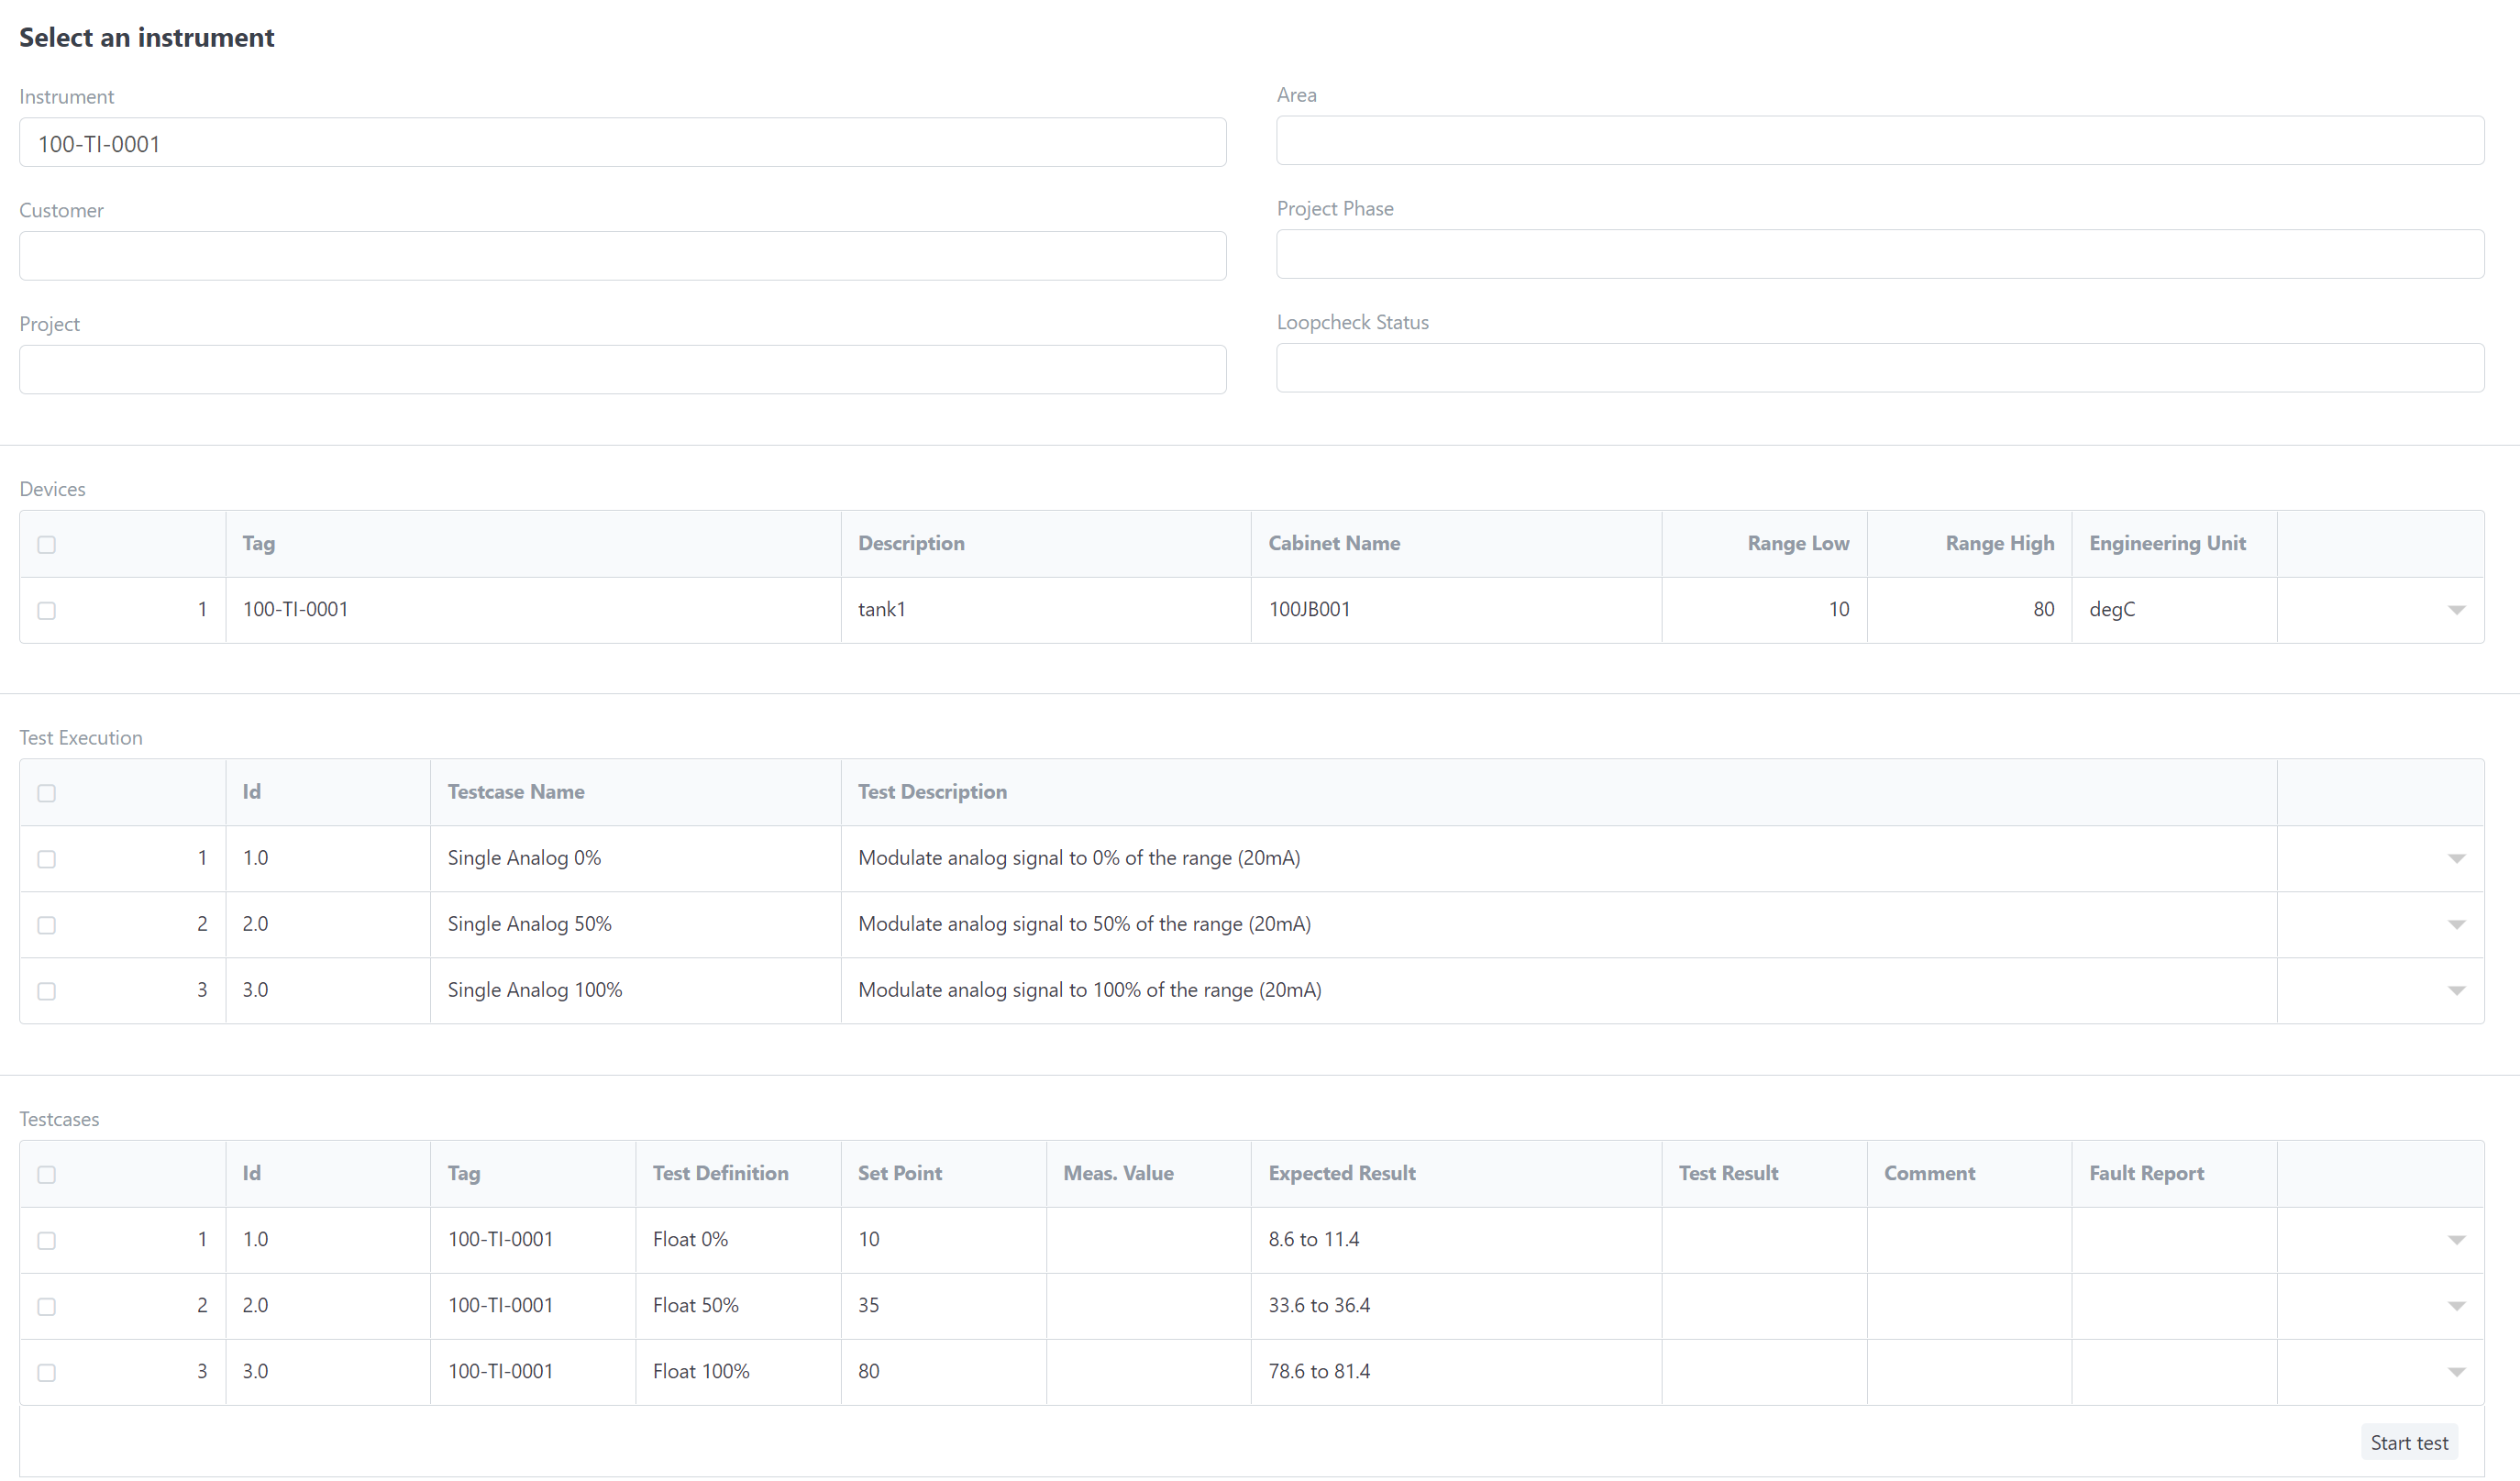 Select an instrument
Instrument
100-TI-0001
Area
Customer
Project Phase
Project
Loopcheck Status
Devices
Tag Description Cabinet Name Range Low Range High Engineering Unit
1 100-TI-0001 tank1 100JB001 10 80 degC
Test Execution
Id Testcase Name Test Description
1 1.0 Single Analog 0% Modulate analog signal to 0% of the range (20mA)
2 2.0 Single Analog 50% Modulate analog signal to 50% of the range (20mA)
3 3.0 Single Analog 100% Modulate analog signal to 100% of the range (20mA)
Testcases
Id Tag Test Definition Set Point Meas. Value Expected Result Test Result Comment Fault Report
1 1.0 100-TI-0001 Float 0% 10 8.6 to 11.4
2 2.0 100-TI-0001 Float 50% 35 33.6 to 36.4
3 3.0 100-TI-0001 Float 100% 80 78.6 to 81.4
Start test